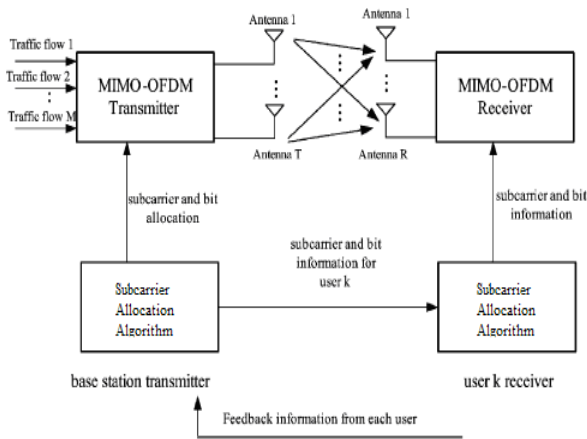 Antenna 1
Antenna 1
Traffic flow 1
Traffic flow 2
Traffic flow M
MIMO-OFDM
Transmitter
MIMO-OFDM
Receiver
Antenna T
Antenna R
subcarrier and bit
allocation
subcarrier and bit
information
subcarrier and bit
information for
user k
Subcarrier
Allocation
Algorithm
Subcarrier
Allocation
Algorithm
base station transmitter
user k receiver
Feedback information from each user